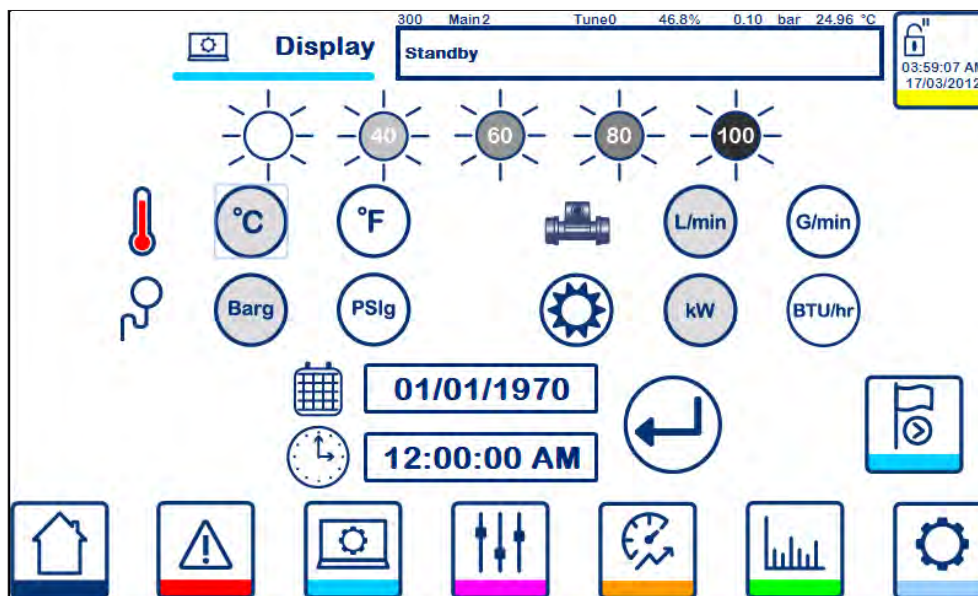 300 Main2 Tune0 46.8% 0.10 bar 24.96 °C
Display
Standby
03:59:07 AM
17/03/2012
40 60 80 100
°C °F L/min G/min
Barg PSIg kW BTU/hr
01/01/1970
12:00:00 AM